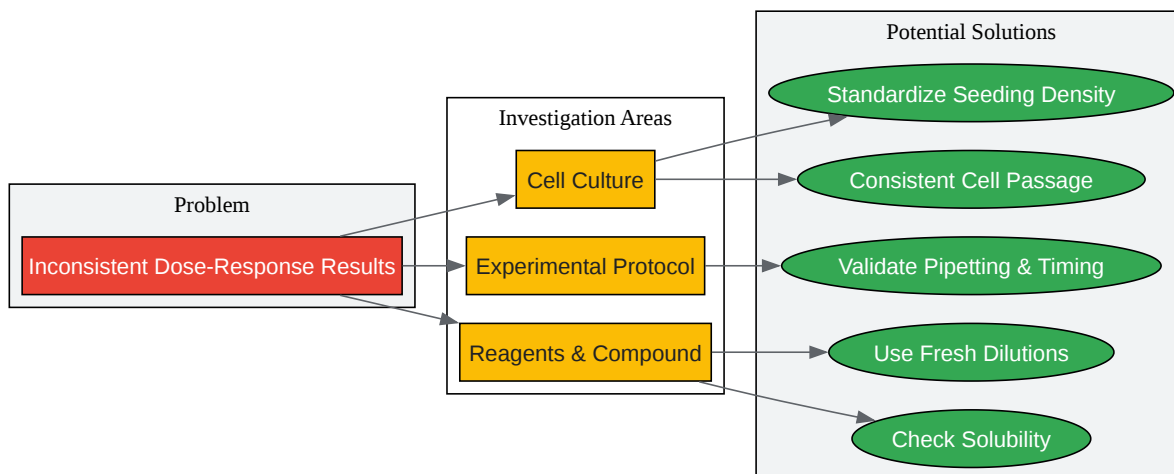 Problem
Inconsistent Dose-Response Results
Investigation Areas
Cell Culture
Experimental Protocol
Reagents & Compound
Potential Solutions
Standardize Seeding Density
Consistent Cell Passage
Validate Pipetting & Timing
Use Fresh Dilutions
Check Solubility